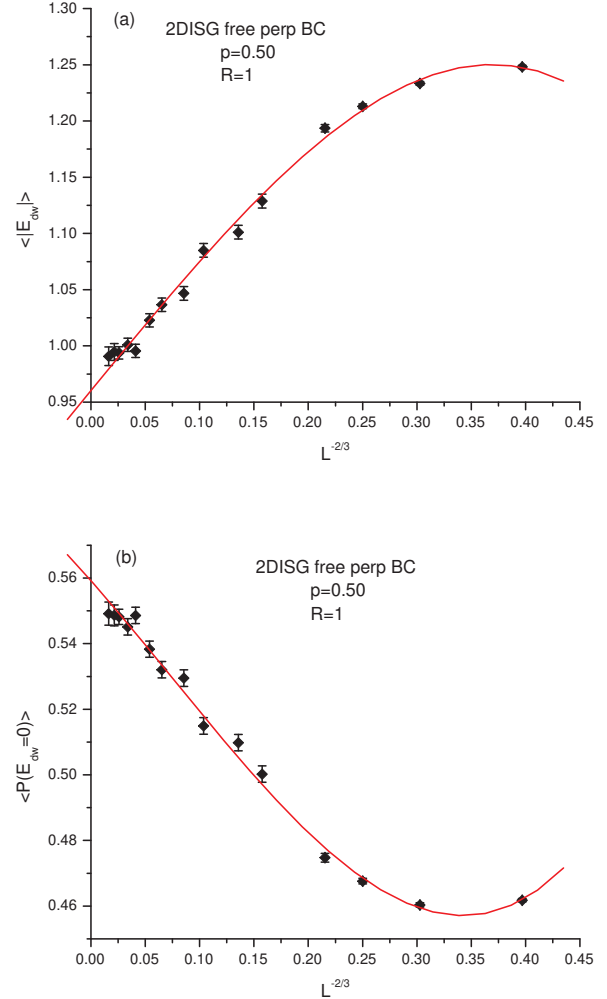 (a)
2DISG free perp BC
p=0.50
R=1
1.30
1.25
1.20
1.15
1.10
1.05
1.00
0.95
<|E_dw|>
0.00 0.05 0.10 0.15 0.20 0.25 0.30 0.35 0.40 0.45
L^-2/3
(b)
2DISG free perp BC
p=0.50
R=1
0.56
0.54
0.52
0.50
0.48
0.46
<P(E_dw=0)>
0.00 0.05 0.10 0.15 0.20 0.25 0.30 0.35 0.40 0.45
L^-2/3